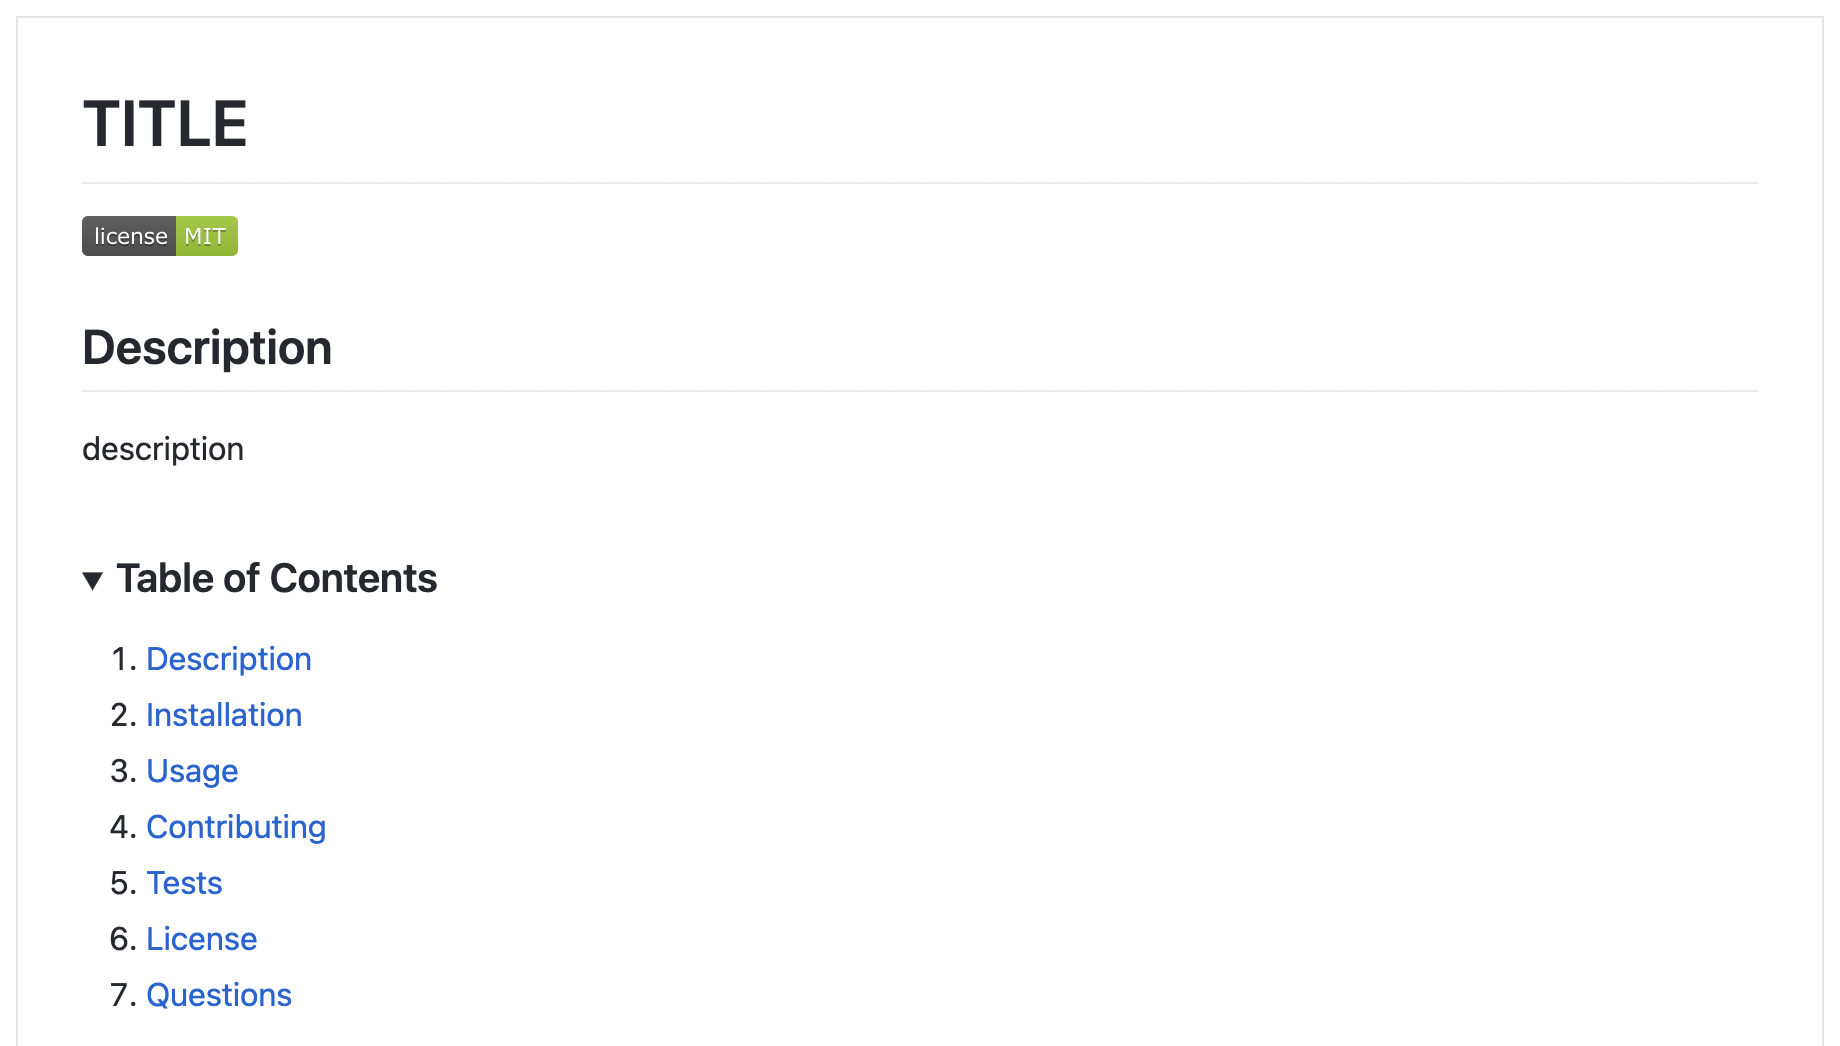 TITLE
license MIT
Description
description
Table of Contents
1. Description
2. Installation
3. Usage
4. Contributing
5. Tests
6. License
7. Questions